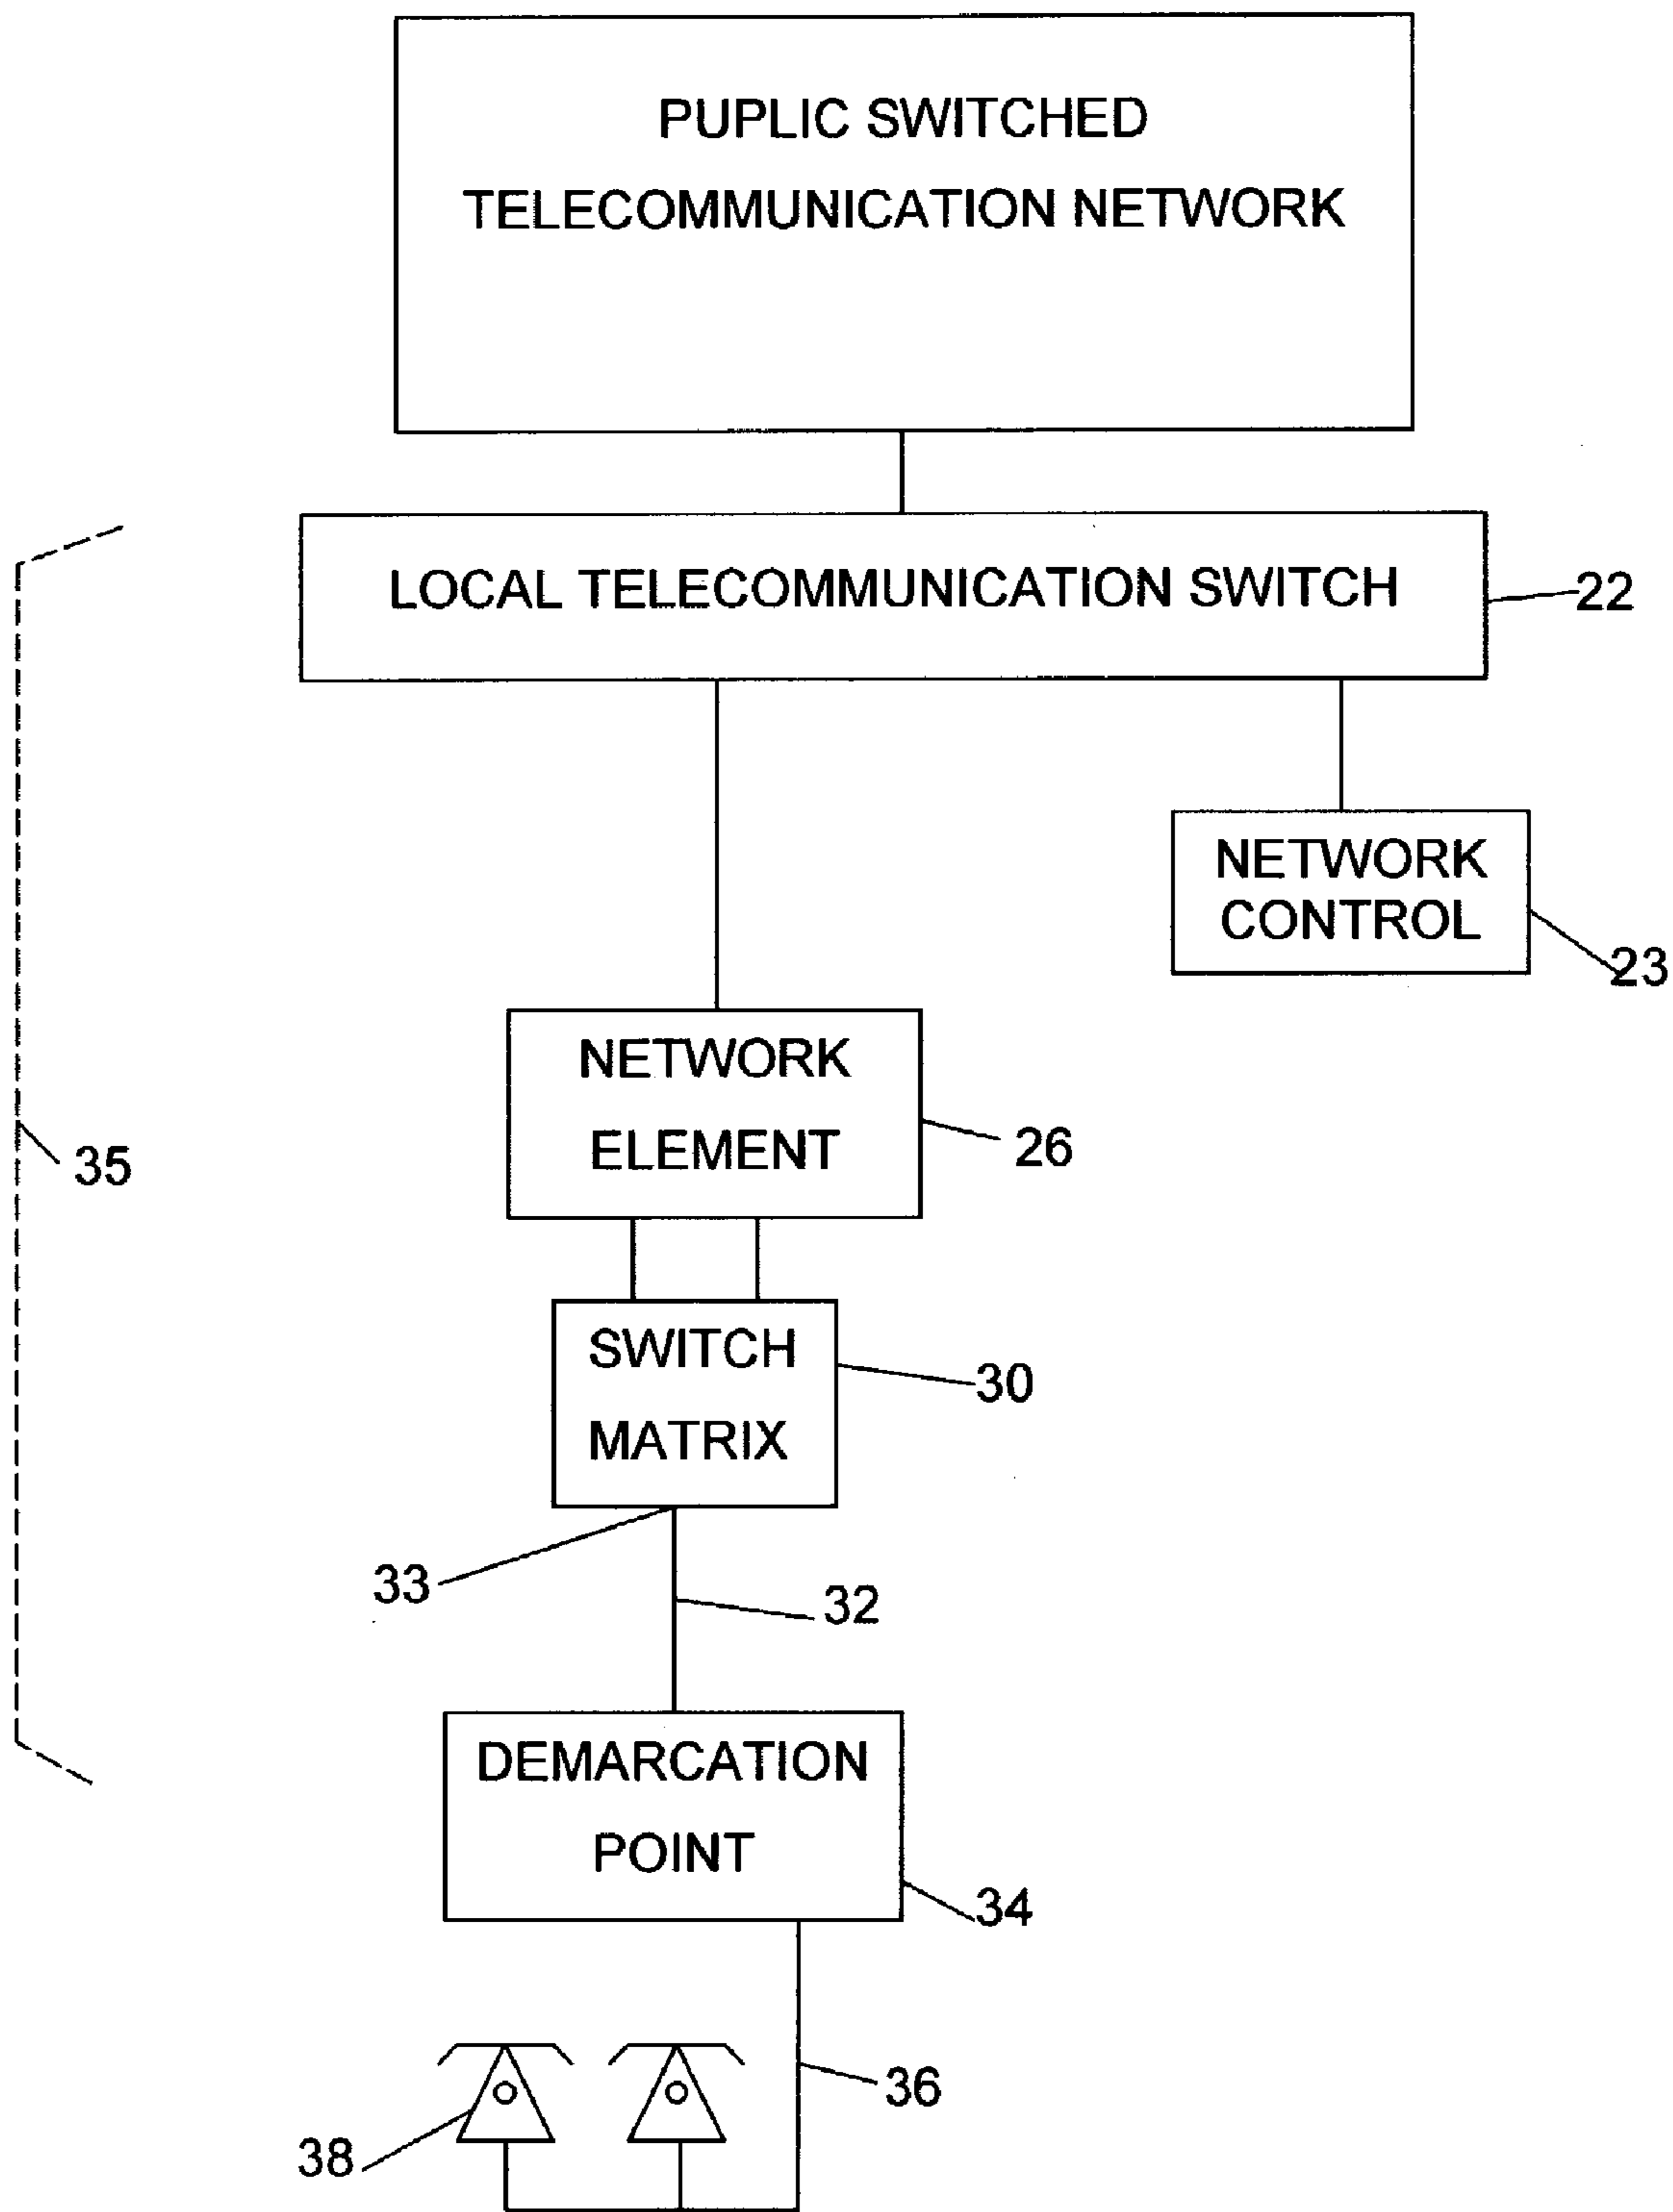 PUPLIC SWITCHED
TELECOMMUNICATION NETWORK
LOCAL TELECOMMUNICATION SWITCH
22
NETWORK
CONTROL
23
NETWORK
ELEMENT
26
35
SWITCH
MATRIX
30
33
32
DEMARCATION
POINT
34
36
38